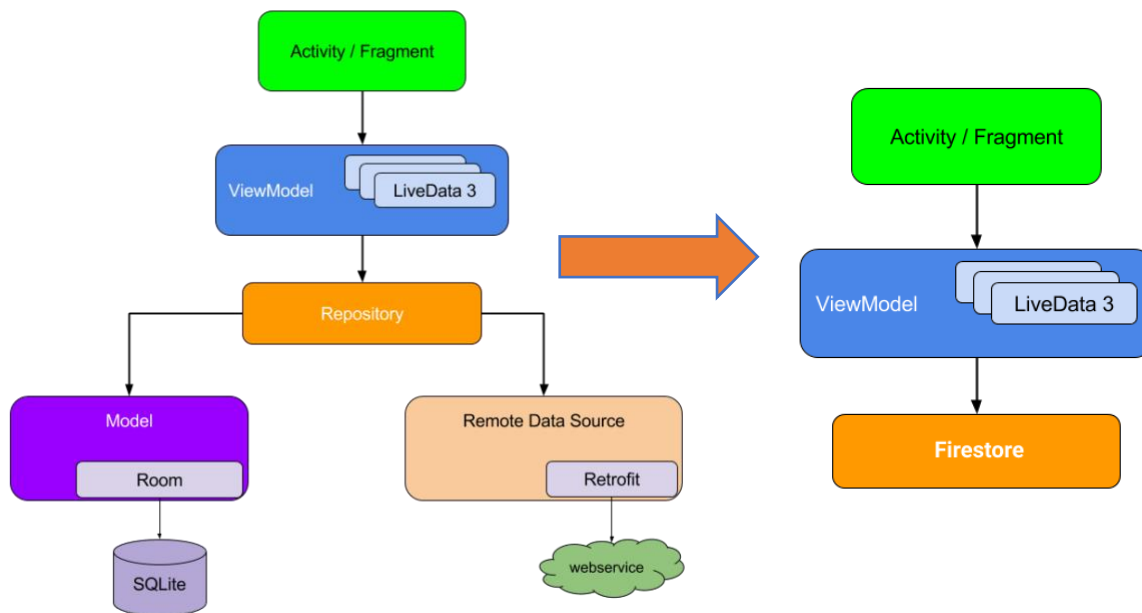 Activity / Fragment
ViewModel
LiveData 3
Repository
Model
Room
SQLite
Remote Data Source
Retrofit
webservice
Activity / Fragment
ViewModel
LiveData 3
Firestore